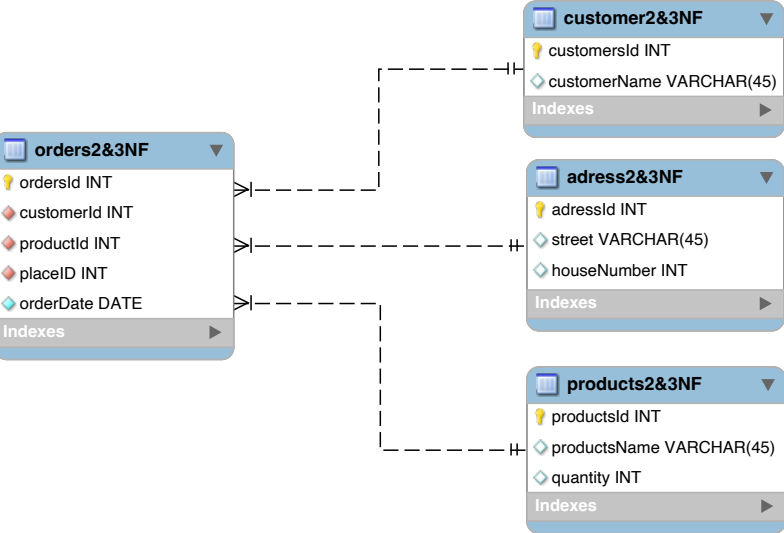 customer2&3NF
customersId INT
customerName VARCHAR(45)
Indexes
orders2&3NF
ordersId INT
customerId INT
productId INT
placeID INT
orderDate DATE
Indexes
adress2&3NF
adressId INT
street VARCHAR(45)
houseNumber INT
Indexes
products2&3NF
productsId INT
productsName VARCHAR(45)
quantity INT
Indexes